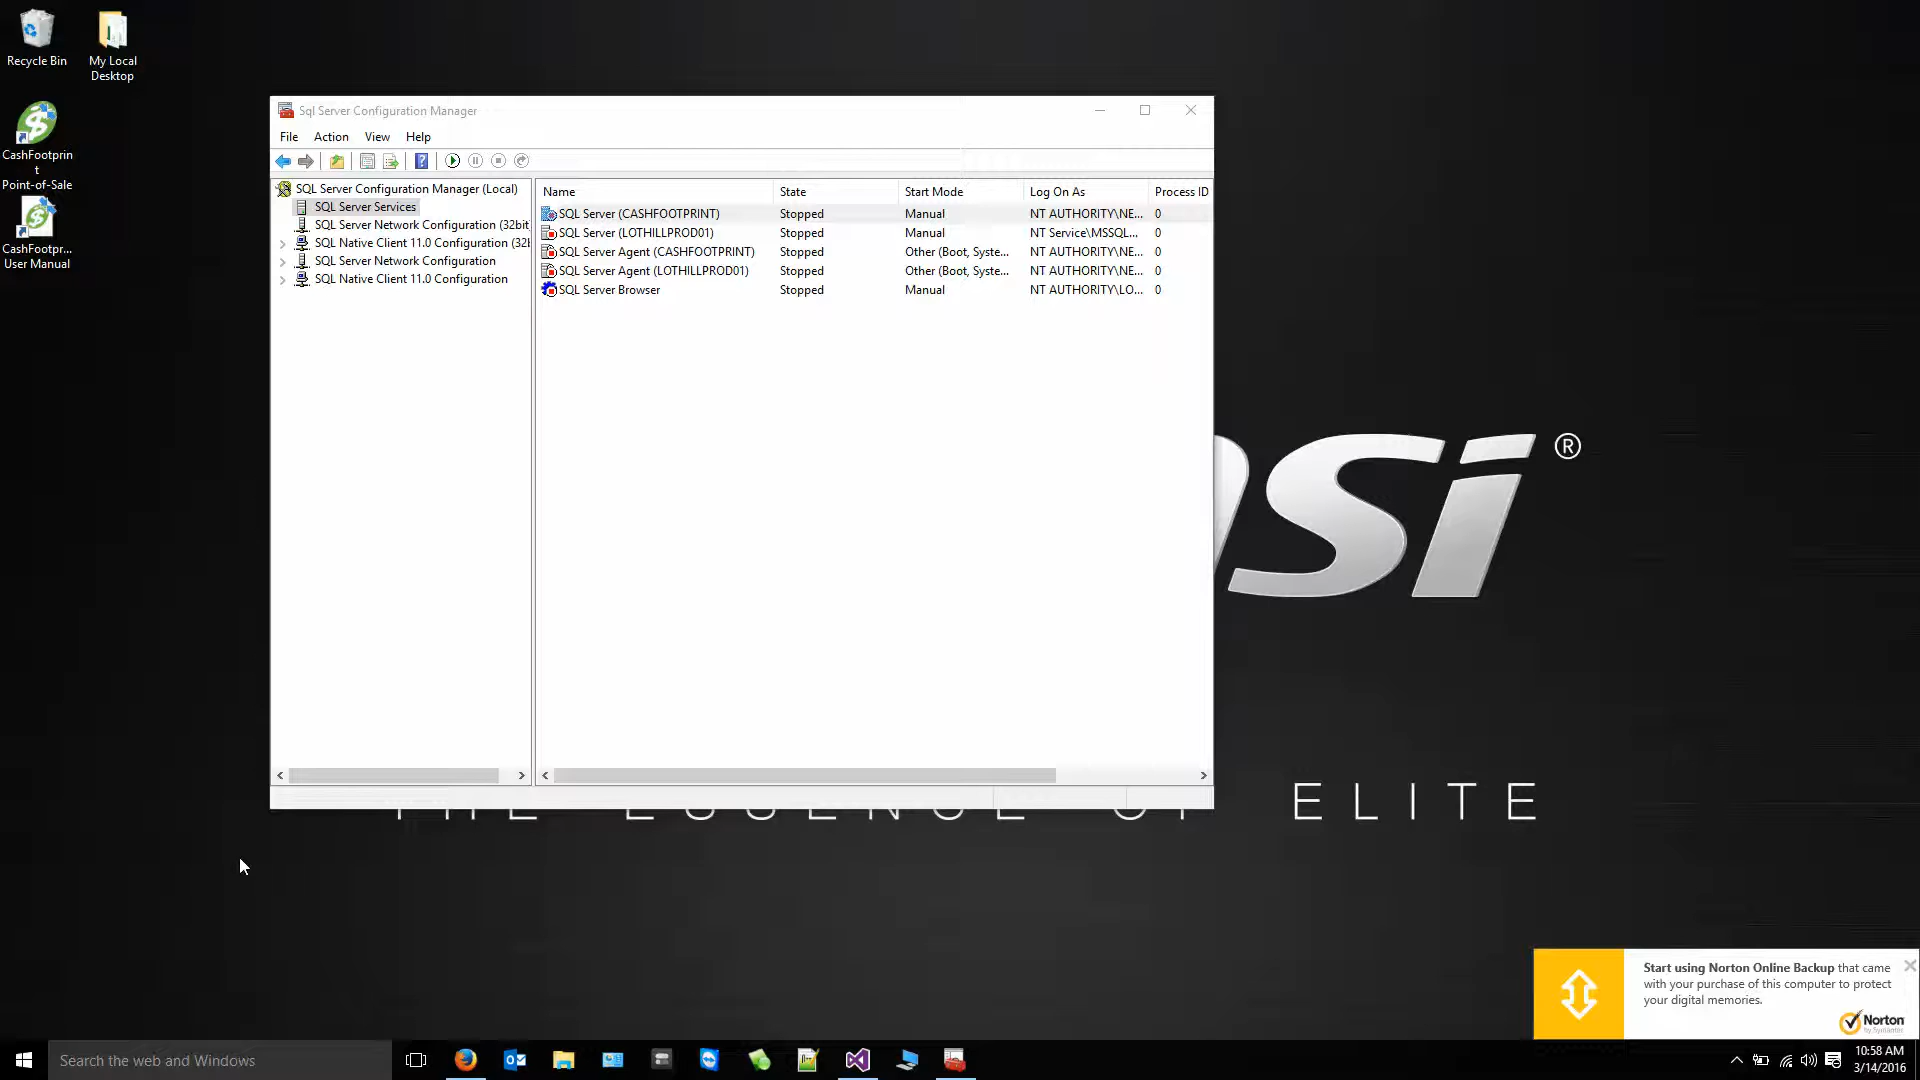 Recycle Bin
My Local
Desktop
CashFootprin
t
Point-of-Sale
CashFootpr...
User Manual
Sql Server Configuration Manager
File Action View Help
SQL Server Configuration Manager (Local)
SQL Server Services
SQL Server Network Configuration (32bit
SQL Native Client 11.0 Configuration (32l
SQL Server Network Configuration
SQL Native Client 11.0 Configuration
Name State Start Mode Log On As Process ID
SQL Server (CASHFOOTPRINT) Stopped Manual NT AUTHORITY\NE... 0
SQL Server (LOTHILLPROD01) Stopped Manual NT Service\MSSQL... 0
SQL Server Agent (CASHFOOTPRINT) Stopped Other (Boot, Syste... NT AUTHORITY\NE... 0
SQL Server Agent (LOTHILLPROD01) Stopped Other (Boot, Syste... NT AUTHORITY\NE... 0
SQL Server Browser Stopped Manual NT AUTHORITY\LO... 0
®
ELITE
Start using Norton Online Backup that came
with your purchase of this computer to protect
your digital memories.
Norton
by Symantec
Search the web and Windows
10:58 AM
3/14/2016